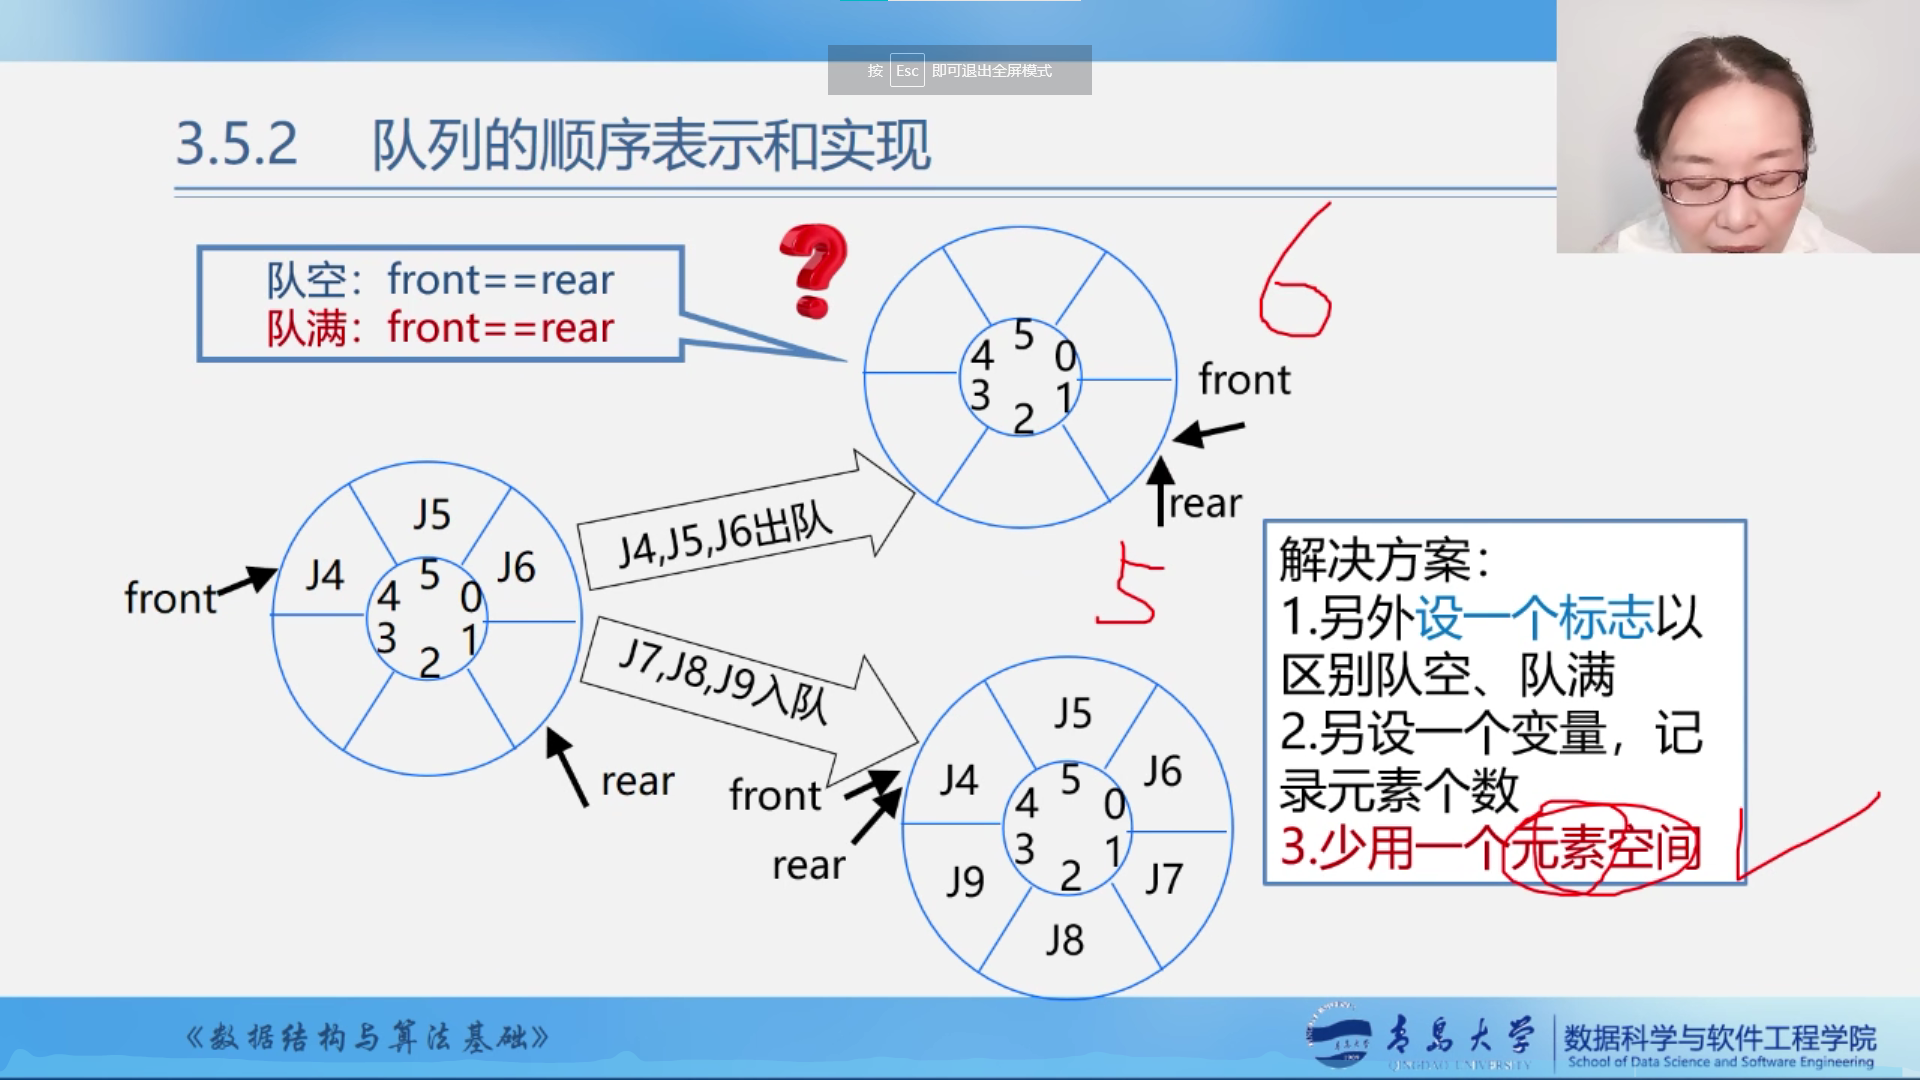 按 Esc 即可退出全屏模式
3.5.2 队列的顺序表示和实现
队空：front==rear
队满：front==rear
?
6
5
4
0
3
1
2
front
rear
J4,J5,J6出队
5
J5
J4
J6
5
4
0
3
1
2
front
rear
J7,J8,J9入队
J5
J4
J6
5
4
0
3
1
2
J9
J7
J8
front
rear
解决方案：
1.另外设一个标志以
区别队空、队满
2.另设一个变量，记
录元素个数
3.少用一个元素空间
《数据结构与算法基础》
青岛大学
QINGDAO UNIVERSITY
数据科学与软件工程学院
School of Data Science and Software Engineering